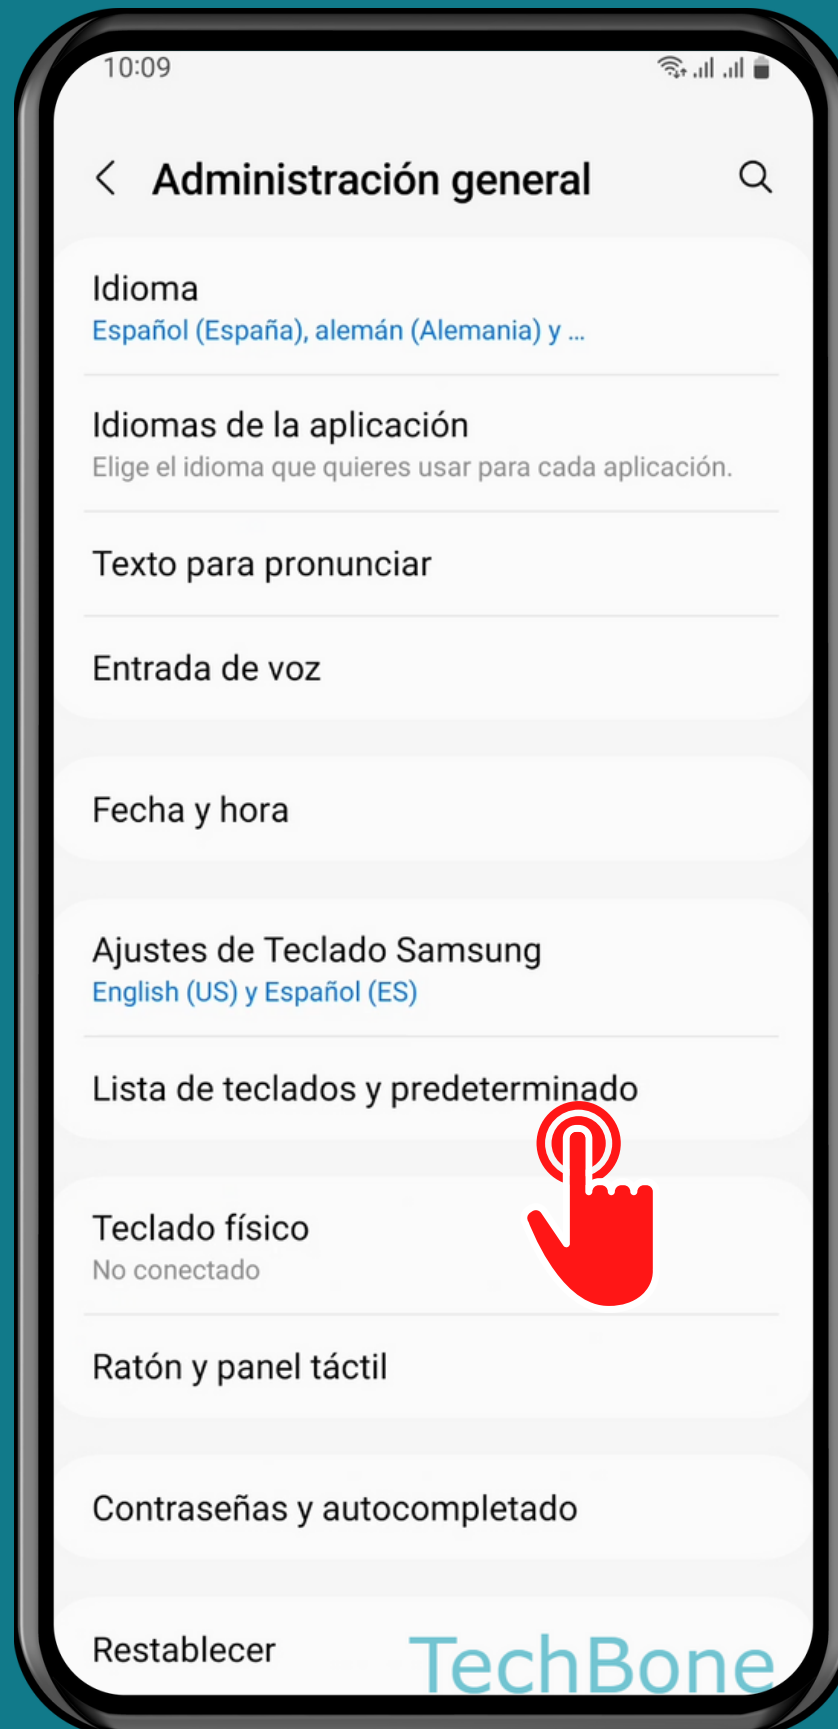 10:09
Administración general
Idioma
Español (España), alemán (Alemania) y ...
Idiomas de la aplicación
Elige el idioma que quieres usar para cada aplicación.
Texto para pronunciar
Entrada de voz
Fecha y hora
Ajustes de Teclado Samsung
English (US) y Español (ES)
Lista de teclados y predeterminado
Teclado físico
No conectado
Ratón y panel táctil
Contraseñas y autocompletado
Restablecer
TechBone